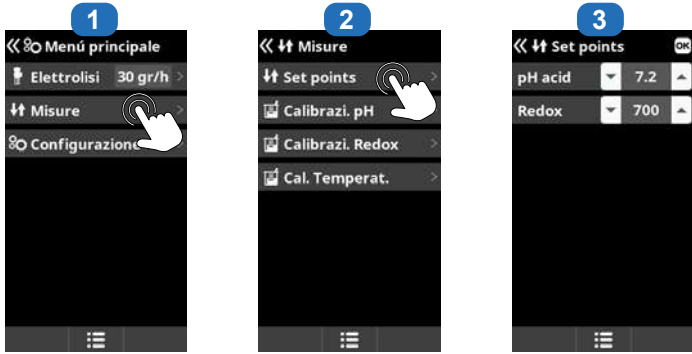 1
Menú principale
Elettrolisi 30 gr/h
Misure
Configurazione
2
Misure
Set points
Calibrazi. pH
Calibrazi. Redox
Cal. Temperat.
3
Set points OK
pH acid 7.2
Redox 700